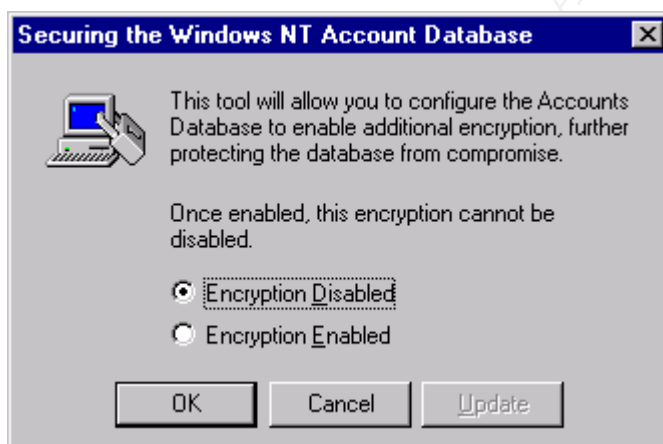 Securing the Windows NT Account Database
This tool will allow you to configure the Accounts
Database to enable additional encryption, further
protecting the database from compromise.
Once enabled, this encryption cannot be
disabled.
Encryption Disabled
Encryption Enabled
OK Cancel Update